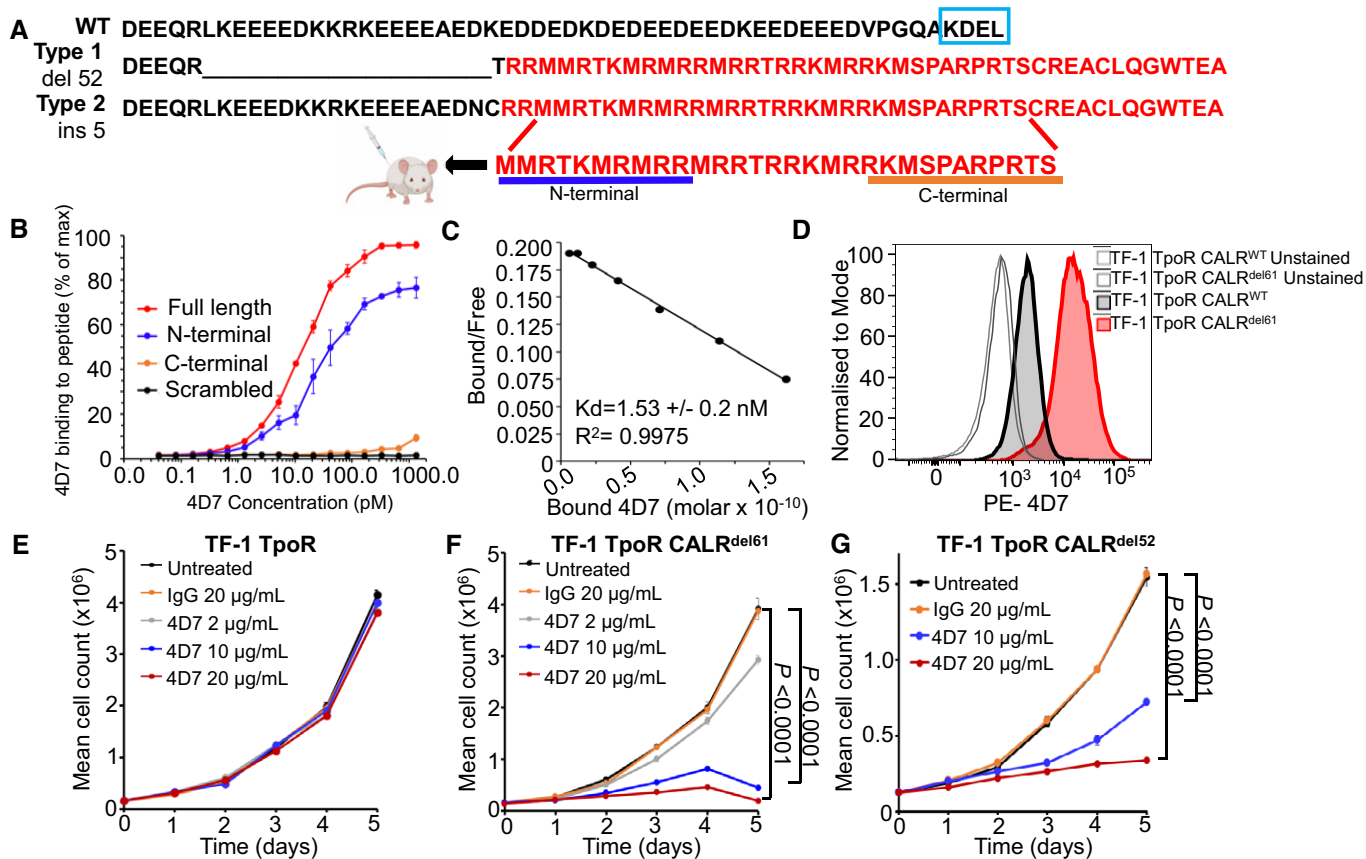 A
WT DEEQRLKEEEEDKKRKEEEEAEDKEDDEDKDEDEEDEEDKEEDEEEDVPGQAKDEL
Type 1
del 52 DEEQR TRRMMRTKMRMRRMRRTRRKMRRKMSPARPRTSCREACLQGWTEA
Type 2 DEEQRLKEEEEDKKRKEEEEAEDNCRRMMRTKMRMRRMRRTRRKMRRKMSPARPRTSCREACLQGWTEA
ins 5
MMRTKMRMRRMRRTRRKMRRKMSPARPRTS
N-terminal C-terminal
B
4D7 binding to peptide (% of max)
100
80
60
40
20
0
Full length
N-terminal
C-terminal
Scrambled
0.0 0.1 1.0 10.0 100.0 1000.0
4D7 Concentration (pM)
C
Bound/Free
0.200
0.175
0.150
0.125
0.100
0.075
0.050
0.025
0
Kd=1.53 +/- 0.2 nM
R²= 0.9975
0.0 0.5 1.0 1.5
Bound 4D7 (molar x 10⁻¹⁰)
D
Normalised to Mode
100
80
60
40
20
0
TF-1 TpoR CALRᵂᵀ Unstained
TF-1 TpoR CALRᵈᵉˡ⁶¹ Unstained
TF-1 TpoR CALRᵂᵀ
TF-1 TpoR CALRᵈᵉˡ⁶¹
0 10³ 10⁴ 10⁵
PE- 4D7
E
TF-1 TpoR
Mean cell count (x10⁶)
5
4
3
2
1
0
Untreated
IgG 20 µg/mL
4D7 2 µg/mL
4D7 10 µg/mL
4D7 20 µg/mL
0 1 2 3 4 5
Time (days)
F
TF-1 TpoR CALRᵈᵉˡ⁶¹
Mean cell count (x10⁶)
5
4
3
2
1
0
Untreated
IgG 20 µg/mL
4D7 2 µg/mL
4D7 10 µg/mL
4D7 20 µg/mL
P <0.0001
P <0.0001
0 1 2 3 4 5
Time (days)
G
TF-1 TpoR CALRᵈᵉˡ⁵²
Mean cell count (x10⁶)
1.5
1.0
0.5
0
Untreated
IgG 20 µg/mL
4D7 10 µg/mL
4D7 20 µg/mL
P <0.0001
P <0.0001
0 1 2 3 4 5
Time (days)